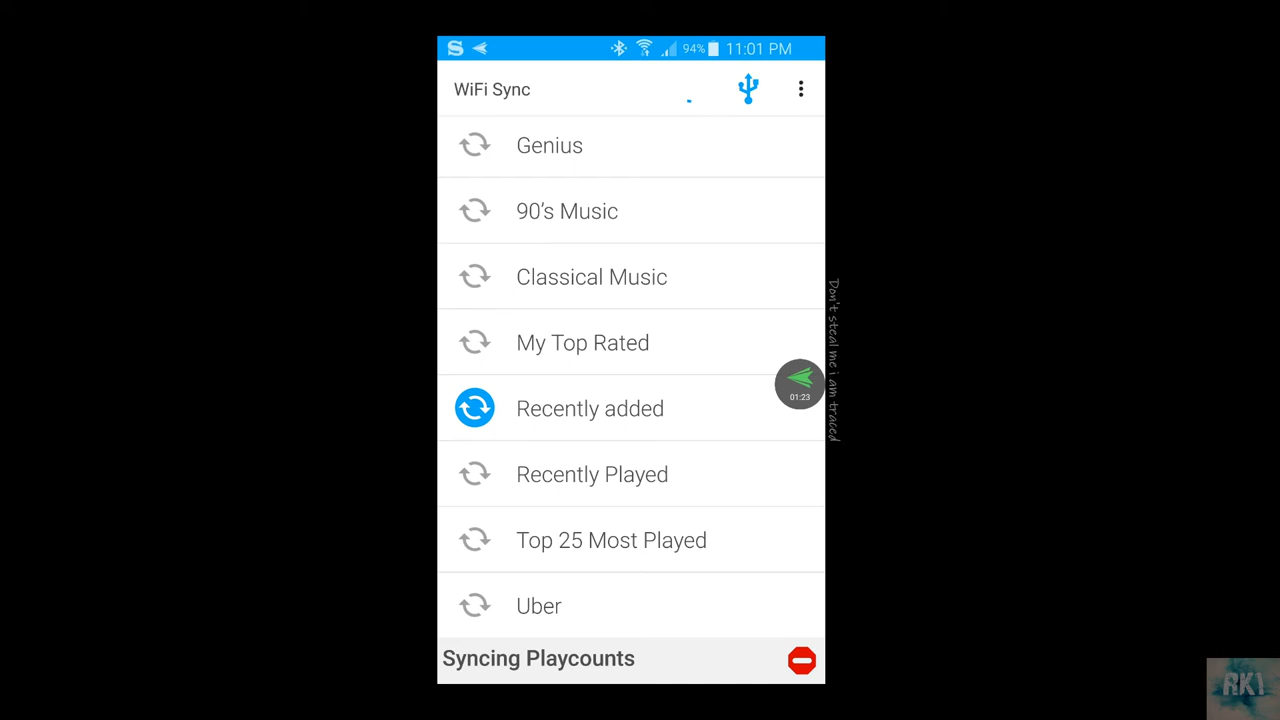 94% 11:01 PM
WiFi Sync
Genius
90's Music
Classical Music
My Top Rated
Recently added
01:23
Recently Played
Top 25 Most Played
Uber
Syncing Playcounts
Don't steal me i am traced
RK1